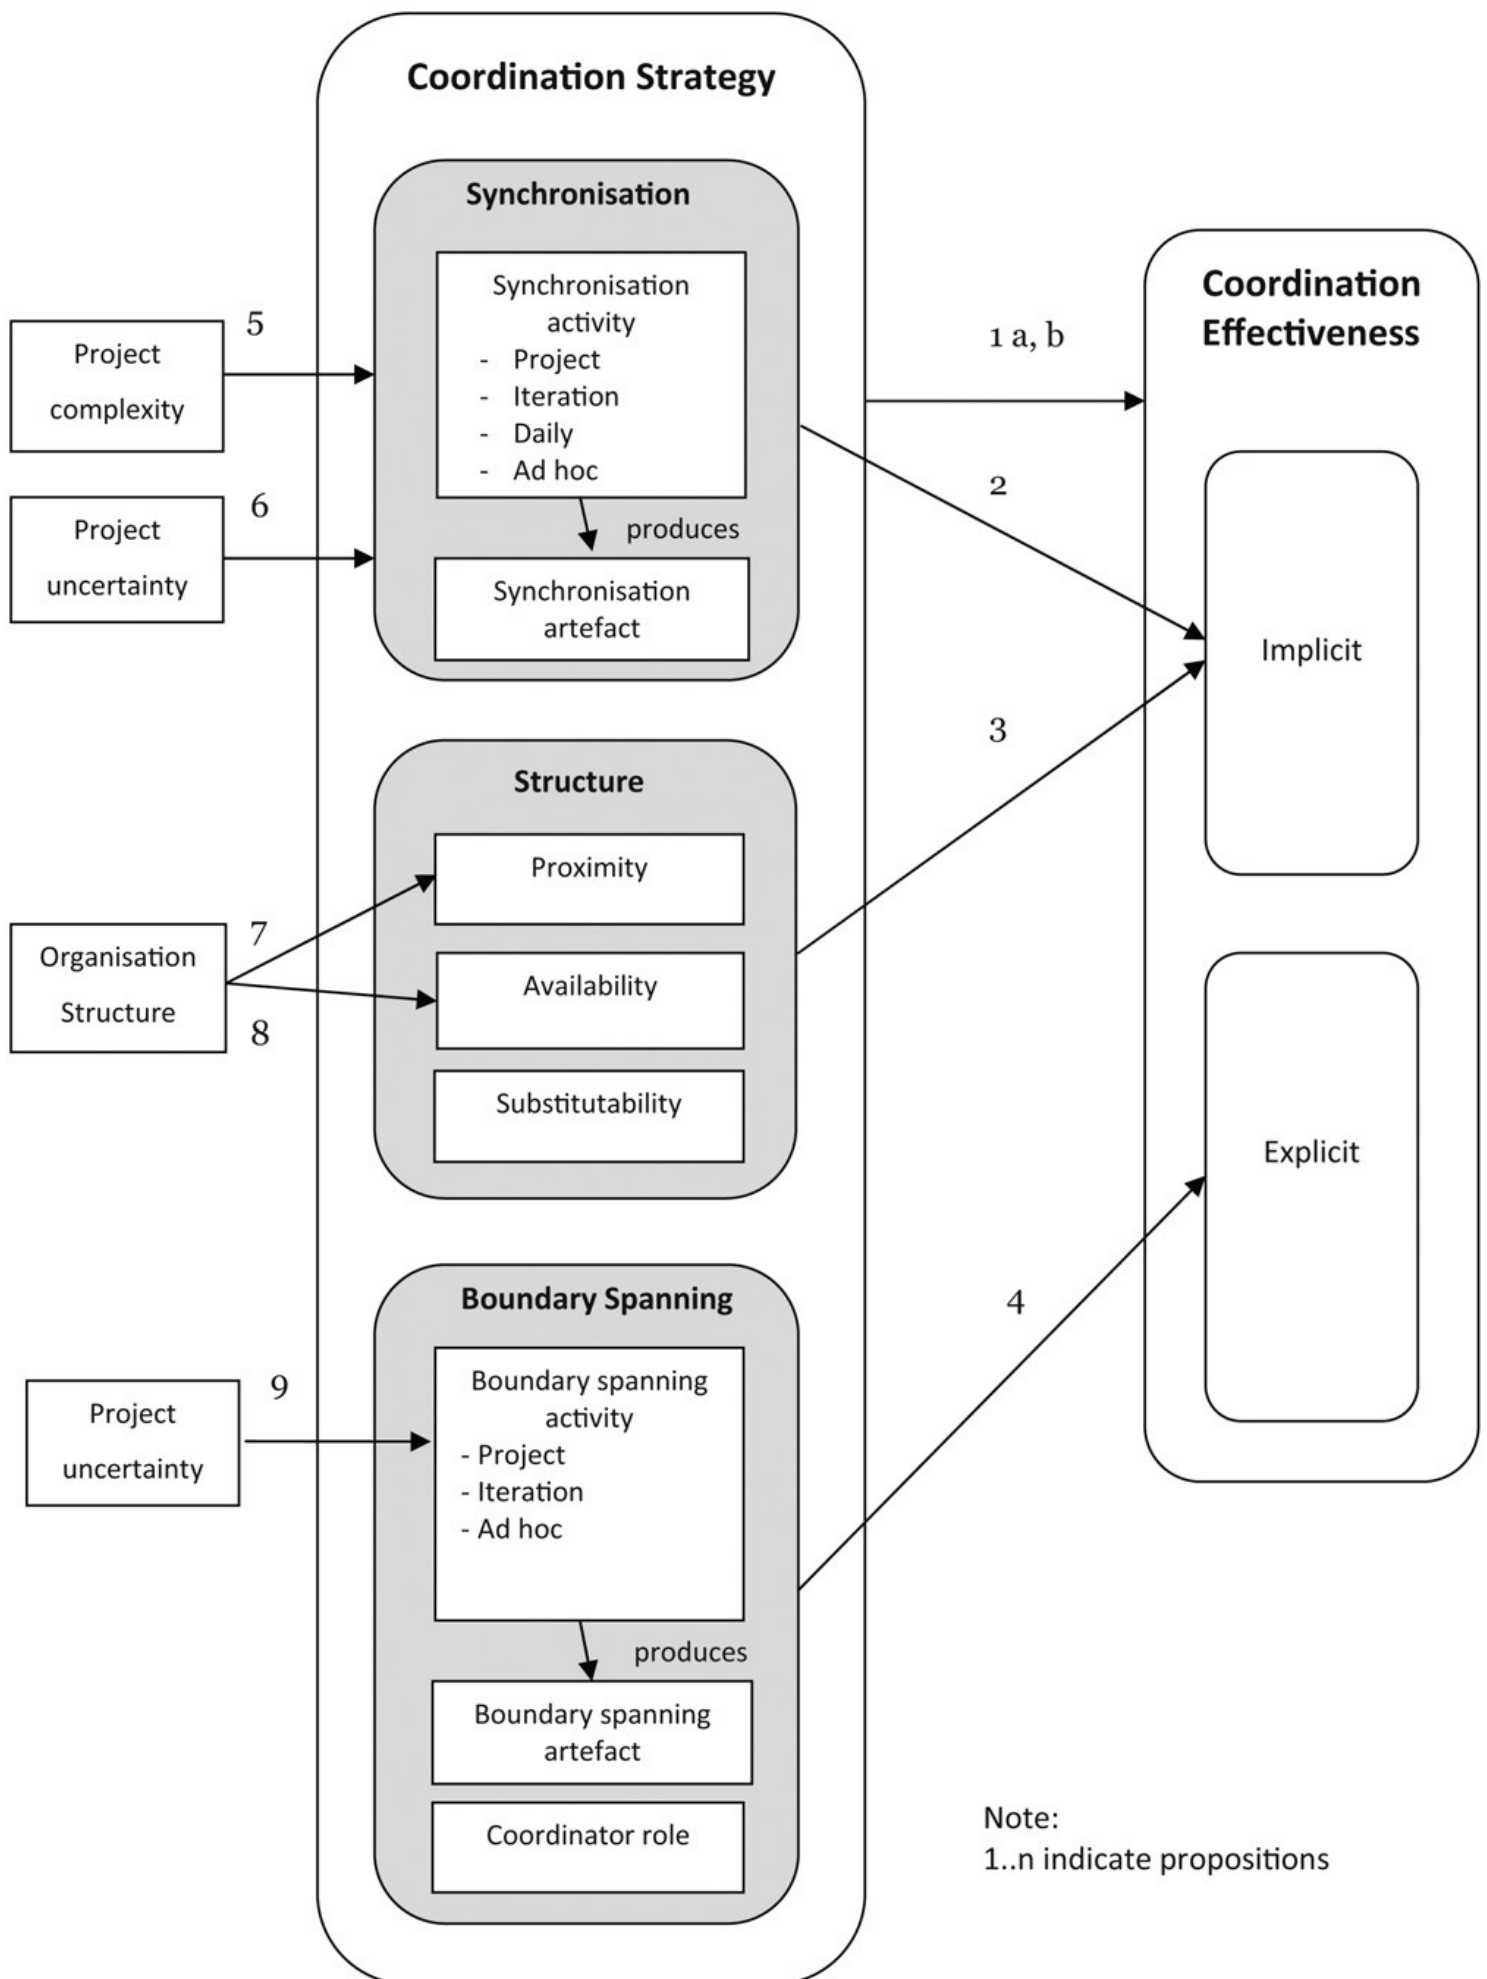 Coordination Strategy
Synchronisation
Synchronisation
activity
- Project
- Iteration
- Daily
- Ad hoc
produces
Synchronisation
artefact
5
Project
complexity
6
Project
uncertainty
Structure
Proximity
Availability
Substitutability
7
Organisation
Structure
8
Boundary Spanning
Boundary spanning
activity
- Project
- Iteration
- Ad hoc
produces
Boundary spanning
artefact
Coordinator role
9
Project
uncertainty
1 a, b
2
3
4
Coordination
Effectiveness
Implicit
Explicit
Note:
1..n indicate propositions